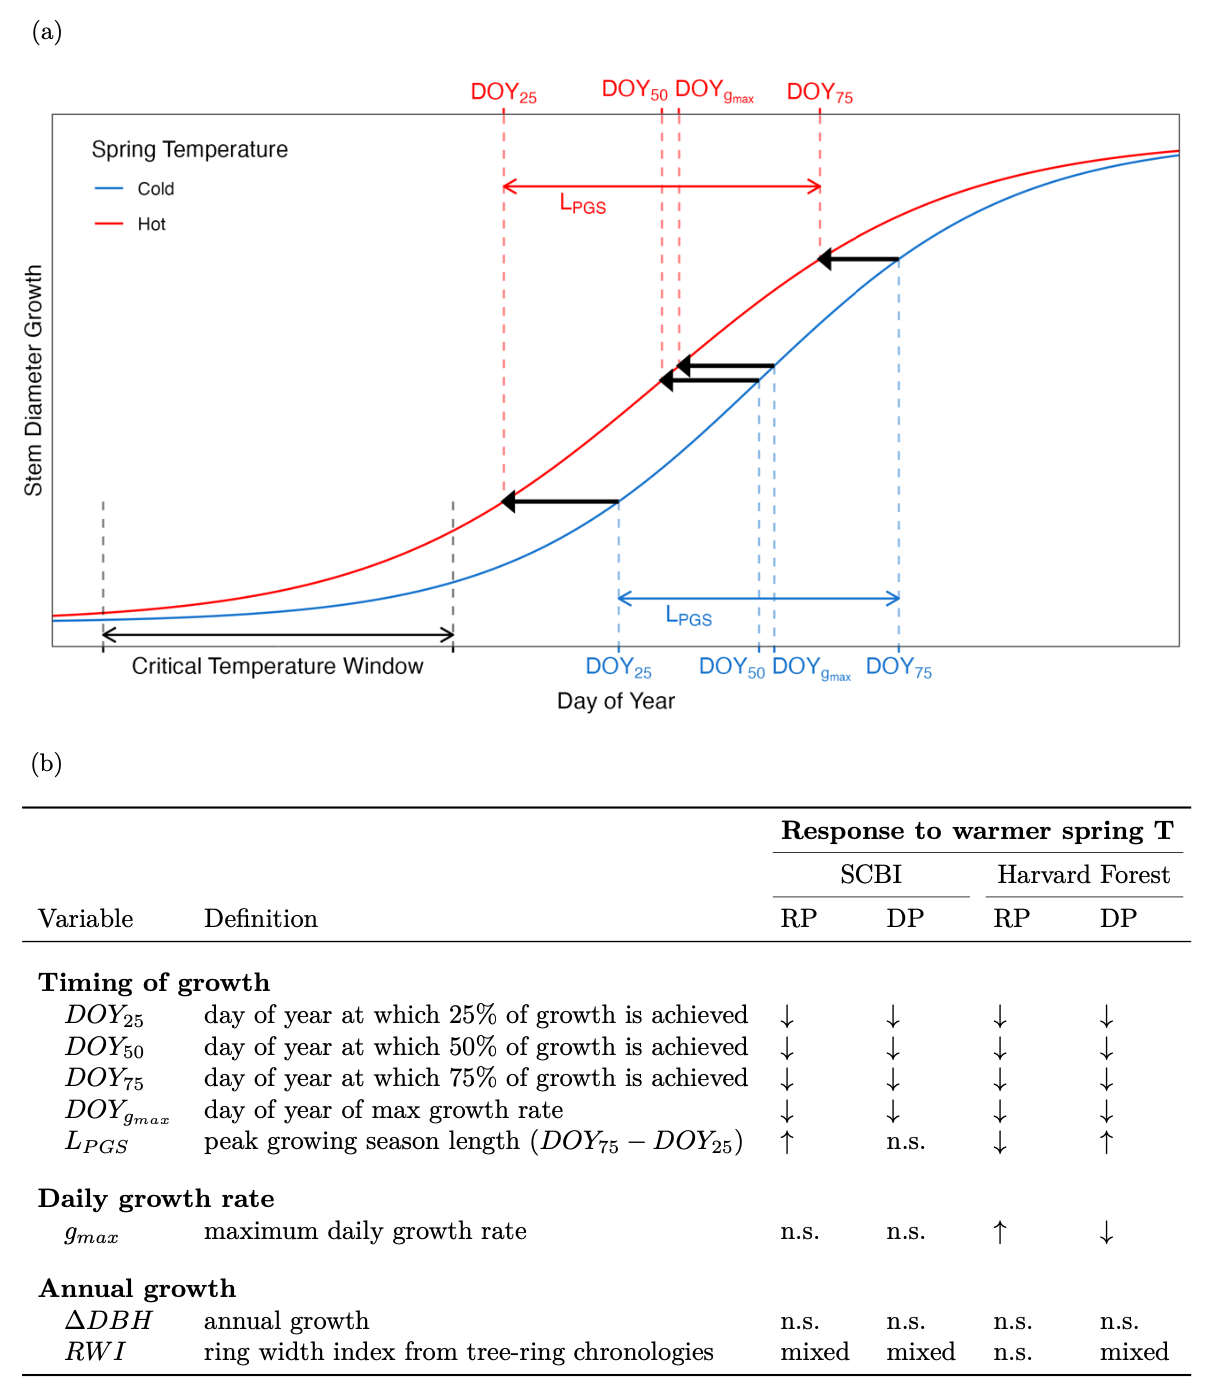 (a)
DOY25 DOY50 DOYgmax DOY75
Spring Temperature
Cold
Hot
LPGS
Stem Diameter Growth
LPGS
Critical Temperature Window
DOY25 DOY50 DOYgmax DOY75
Day of Year
(b)
Response to warmer spring T
SCBI Harvard Forest
Variable Definition RP DP RP DP
Timing of growth
DOY25 day of year at which 25% of growth is achieved ↓ ↓ ↓ ↓
DOY50 day of year at which 50% of growth is achieved ↓ ↓ ↓ ↓
DOY75 day of year at which 75% of growth is achieved ↓ ↓ ↓ ↓
DOYgmax day of year of max growth rate ↓ ↓ ↓ ↓
LPGS peak growing season length (DOY75 − DOY25) ↑ n.s. ↓ ↑
Daily growth rate
gmax maximum daily growth rate n.s. n.s. ↑ ↓
Annual growth
ΔDBH annual growth n.s. n.s. n.s. n.s.
RWI ring width index from tree-ring chronologies mixed mixed n.s. mixed